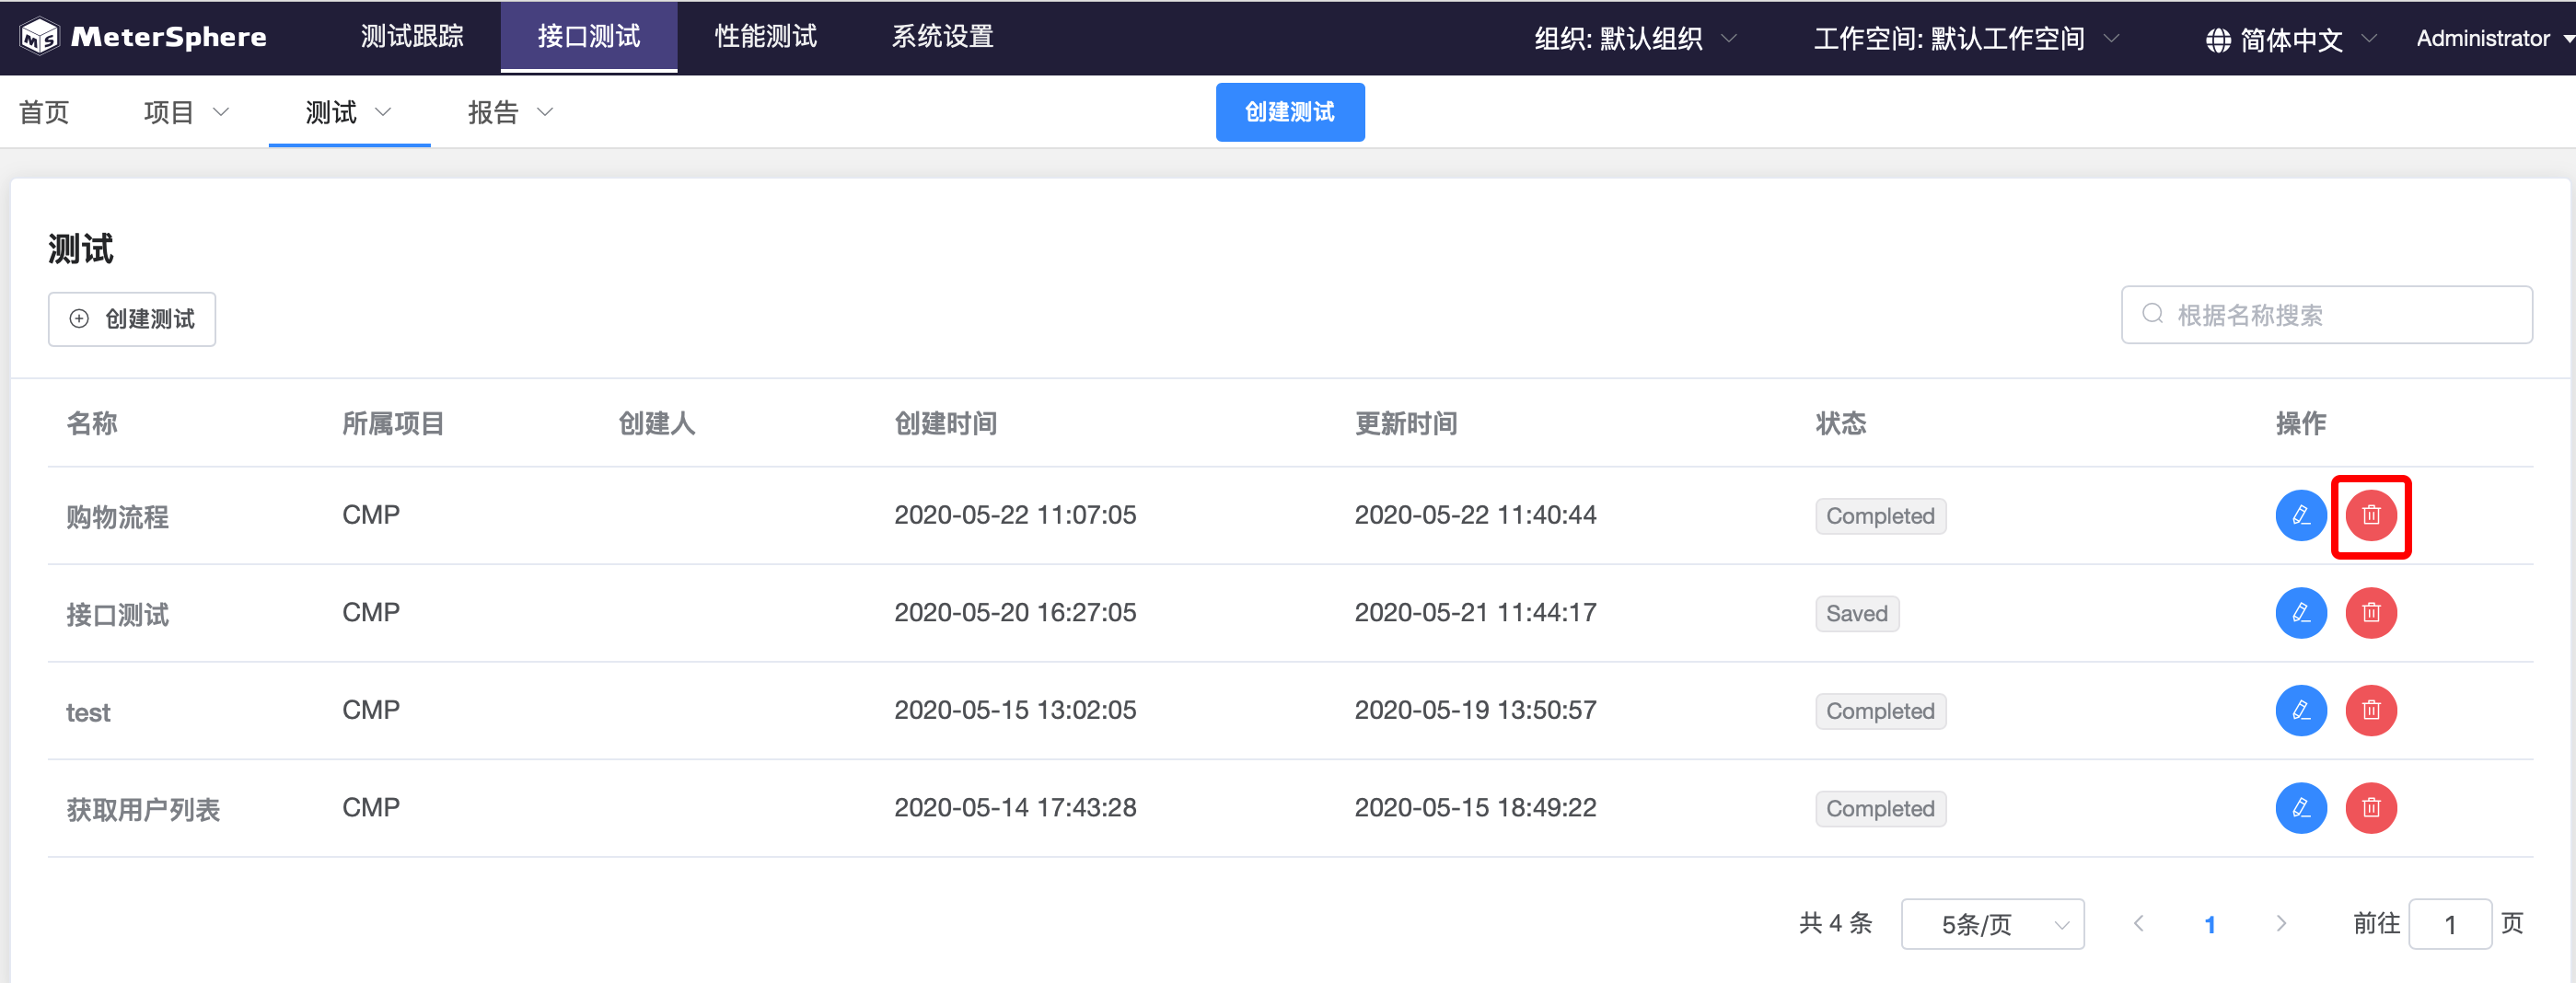 MeterSphere 测试跟踪 接口测试 性能测试 系统设置 组织: 默认组织 工作空间: 默认工作空间 简体中文 Administrator
首页 项目 测试 报告 创建测试
测试
创建测试 根据名称搜索
名称 所属项目 创建人 创建时间 更新时间 状态 操作
购物流程 CMP 2020-05-22 11:07:05 2020-05-22 11:40:44 Completed
接口测试 CMP 2020-05-20 16:27:05 2020-05-21 11:44:17 Saved
test CMP 2020-05-15 13:02:05 2020-05-19 13:50:57 Completed
获取用户列表 CMP 2020-05-14 17:43:28 2020-05-15 18:49:22 Completed
共 4 条 5条/页 1 前往 1 页